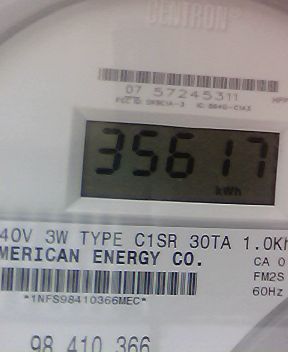 CENTRON®
07 57245311
35617
kWh
40V 3W TYPE C1SR 30TA 1.0Kh
MERICAN ENERGY CO.
CA 0
FM2S
60Hz
*1NFS98410366MEC*
98 410 366